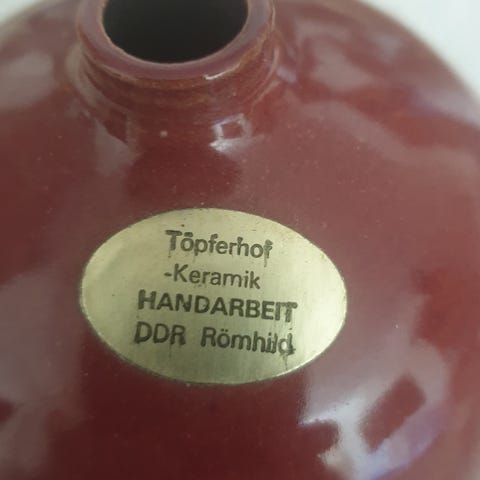 Töpferhof
-Keramik
HANDARBEIT
DDR Römhild